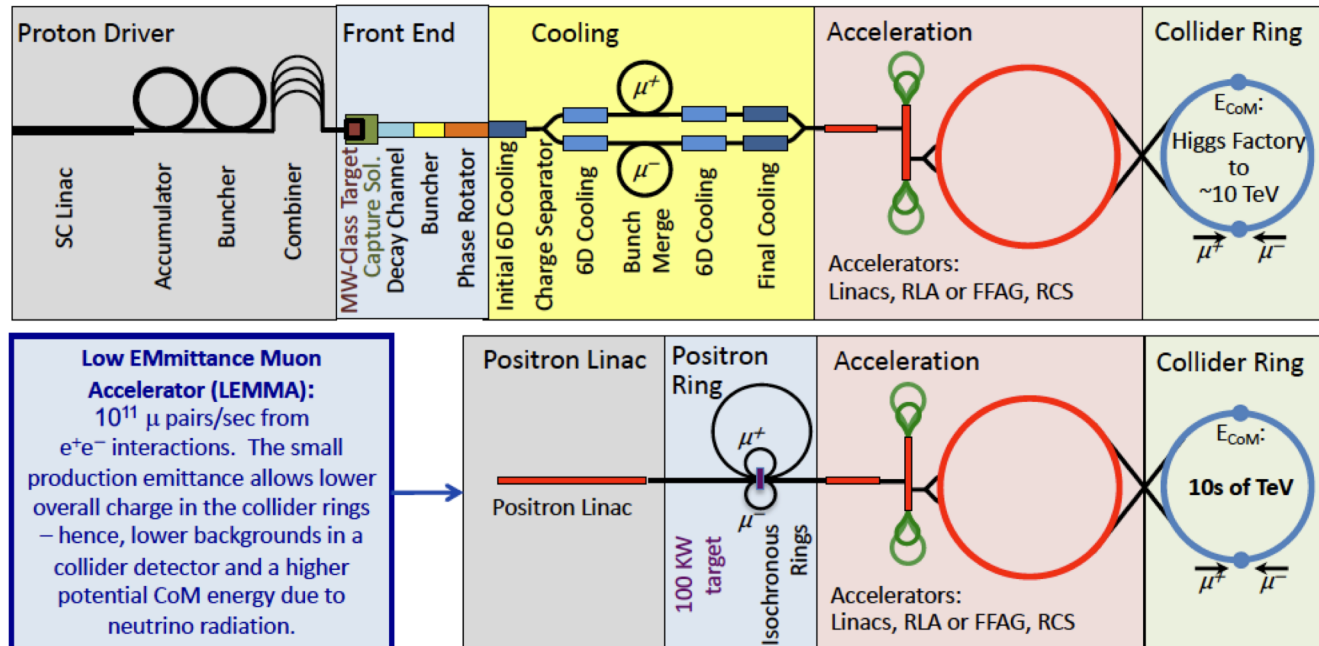 Proton Driver
Front End
Cooling
Acceleration
Collider Ring
SC Linac
Accumulator
Buncher
Combiner
MW-Class Target
Capture Sol.
Decay Channel
Buncher
Phase Rotator
Initial 6D Cooling
Charge Separator
6D Cooling
μ+
μ−
Bunch
Merge
6D Cooling
Final Cooling
Accelerators:
Linacs, RLA or FFAG, RCS
E_CoM:
Higgs Factory
to
~10 TeV
μ+ μ−
Low EMmittance Muon
Accelerator (LEMMA):
10¹¹ μ pairs/sec from
e⁺e⁻ interactions. The small
production emittance allows lower
overall charge in the collider rings
– hence, lower backgrounds in a
collider detector and a higher
potential CoM energy due to
neutrino radiation.
Positron Linac
Positron
Ring
Acceleration
Collider Ring
Positron Linac
μ+
μ−
100 KW
target
Isochronous
Rings
Accelerators:
Linacs, RLA or FFAG, RCS
E_CoM:
10s of TeV
μ+ μ−